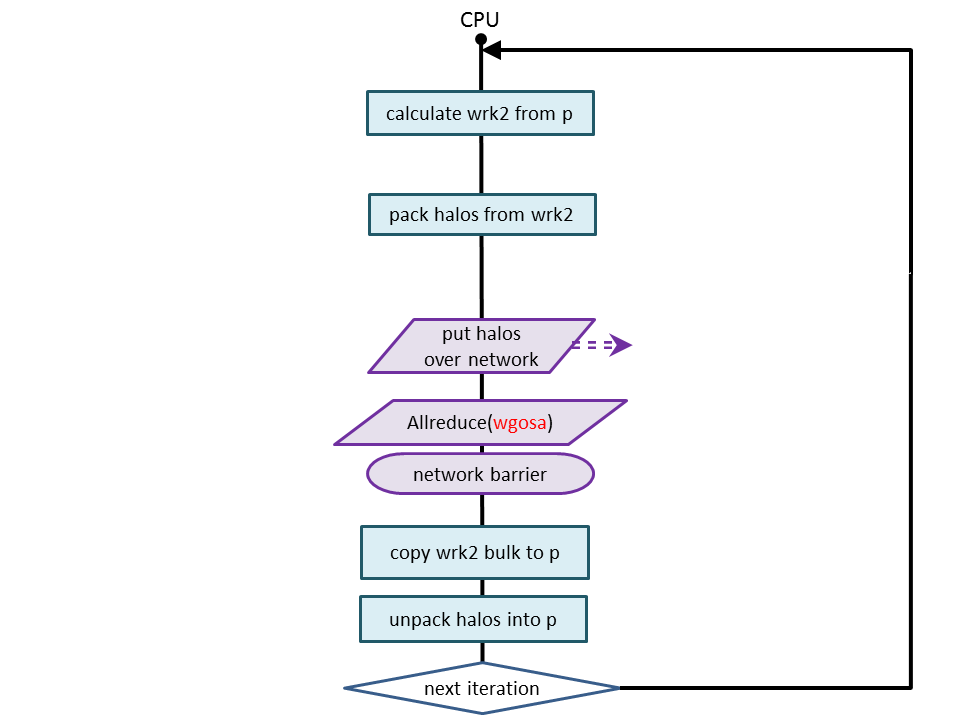 CPU
calculate wrk2 from p
pack halos from wrk2
put halos
over network
Allreduce(wgosa)
network barrier
copy wrk2 bulk to p
unpack halos into p
next iteration